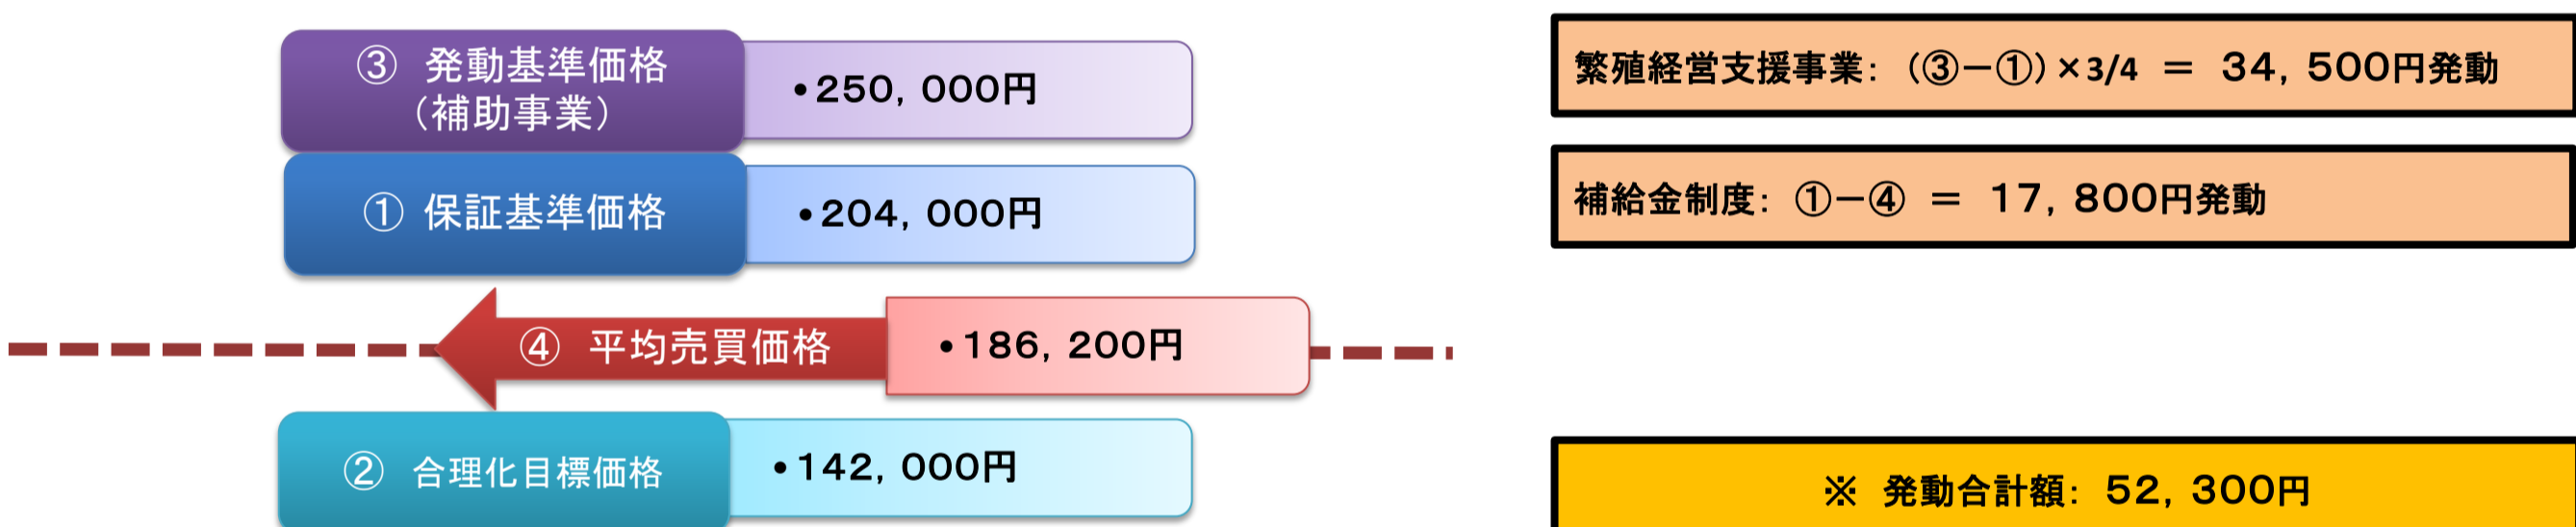 ③ 発動基準価格
（補助事業）
•250，000円
① 保証基準価格
•204，000円
④ 平均売買価格
•186，200円
② 合理化目標価格
•142，000円
繁殖経営支援事業：（③－①）×3/4 ＝ 34，500円発動
補給金制度：①－④ ＝ 17，800円発動
※ 発動合計額：52，300円